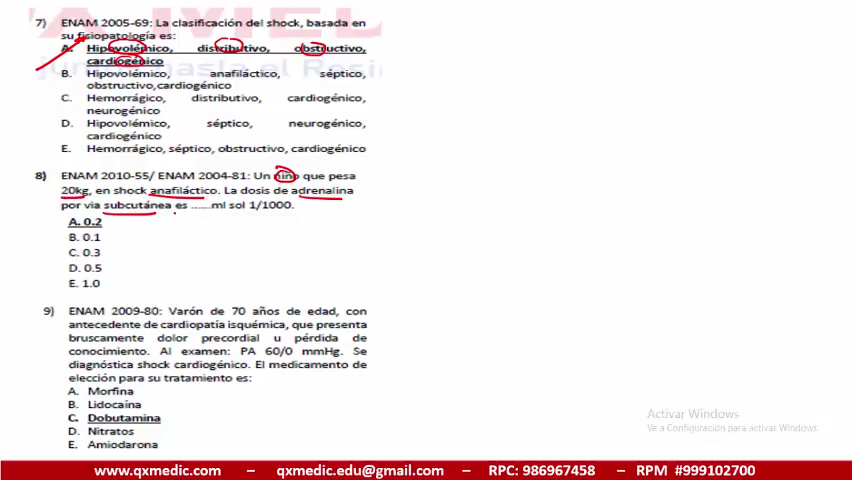 7) ENAM 2005-69: La clasificación del shock, basada en
su fisiopatología es:
A. Hipovolémico, distributivo, obstructivo,
cardiogénico
B. Hipovolémico, anafiláctico, séptico,
obstructivo,cardiogénico
C. Hemorrágico, distributivo, cardiogénico,
neurogénico
D. Hipovolémico, séptico, neurogénico,
cardiogénico
E. Hemorrágico, séptico, obstructivo, cardiogénico
8) ENAM 2010-55/ ENAM 2004-81: Un niño que pesa
20kg, en shock anafiláctico. La dosis de adrenalina
por via subcutánea es ......ml sol 1/1000.
A. 0.2
B. 0.1
C. 0.3
D. 0.5
E. 1.0
9) ENAM 2009-80: Varón de 70 años de edad, con
antecedente de cardiopatía isquémica, que presenta
bruscamente dolor precordial u pérdida de
conocimiento. Al examen: PA 60/0 mmHg. Se
diagnóstica shock cardiogénico. El medicamento de
elección para su tratamiento es:
A. Morfina
B. Lidocaína
C. Dobutamina
D. Nitratos
E. Amiodarona
Activar Windows
Ve a Configuración para activar Windows.
www.qxmedic.com – qxmedic.edu@gmail.com – RPC: 986967458 – RPM #999102700